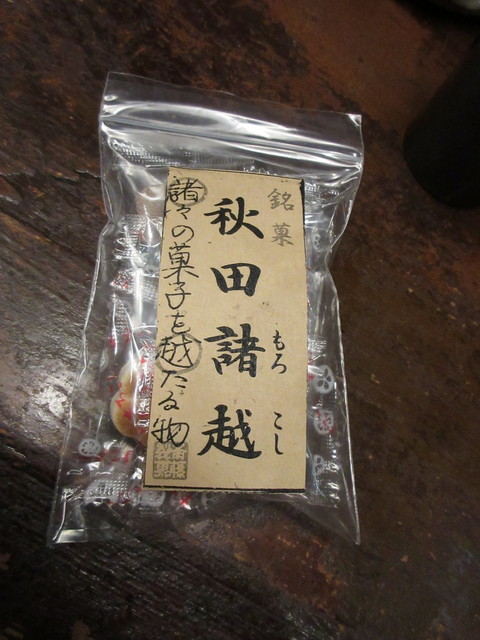 銘菓
秋田諸越
もろ こし
諸々の菓子を越たる物